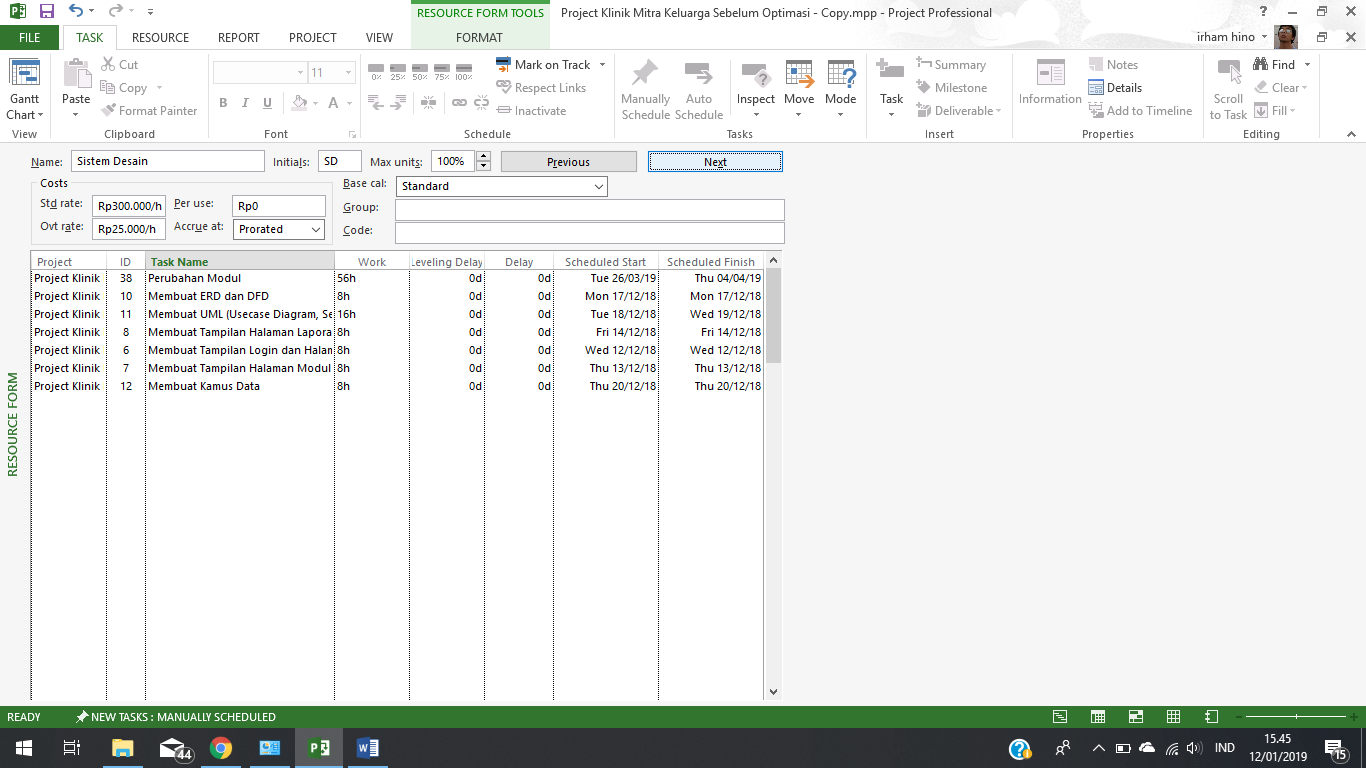 RESOURCE FORM TOOLS
Project Klinik Mitra Keluarga Sebelum Optimasi - Copy.mpp - Project Professional
FILE TASK RESOURCE REPORT PROJECT VIEW FORMAT irham hino
Gantt Chart
View
Paste
Cut
Copy
Format Painter
Clipboard
11
B I U A
Font
0% 25% 50% 75% 100%
Mark on Track
Respect Links
Inactivate
Schedule
Manually Schedule
Auto Schedule
Inspect
Move
Mode
Tasks
Task
Summary
Milestone
Deliverable
Insert
Information
Notes
Details
Add to Timeline
Properties
Scroll to Task
Find
Clear
Fill
Editing
Name: Sistem Desain Initials: SD Max units: 100% Previous Next
Costs
Std rate: Rp300.000/h Per use: Rp0
Ovt rate: Rp25.000/h Accrue at: Prorated
Base cal: Standard
Group:
Code:
Project ID Task Name Work Leveling Delay Delay Scheduled Start Scheduled Finish
Project Klinik 38 Perubahan Modul 56h 0d 0d Tue 26/03/19 Thu 04/04/19
Project Klinik 10 Membuat ERD dan DFD 8h 0d 0d Mon 17/12/18 Mon 17/12/18
Project Klinik 11 Membuat UML (Usecase Diagram, Se 16h 0d 0d Tue 18/12/18 Wed 19/12/18
Project Klinik 8 Membuat Tampilan Halaman Lapora 8h 0d 0d Fri 14/12/18 Fri 14/12/18
Project Klinik 6 Membuat Tampilan Login dan Halan 8h 0d 0d Wed 12/12/18 Wed 12/12/18
Project Klinik 7 Membuat Tampilan Halaman Modul 8h 0d 0d Thu 13/12/18 Thu 13/12/18
Project Klinik 12 Membuat Kamus Data 8h 0d 0d Thu 20/12/18 Thu 20/12/18
RESOURCE FORM
READY NEW TASKS : MANUALLY SCHEDULED
44
IND
15.45
12/01/2019
15